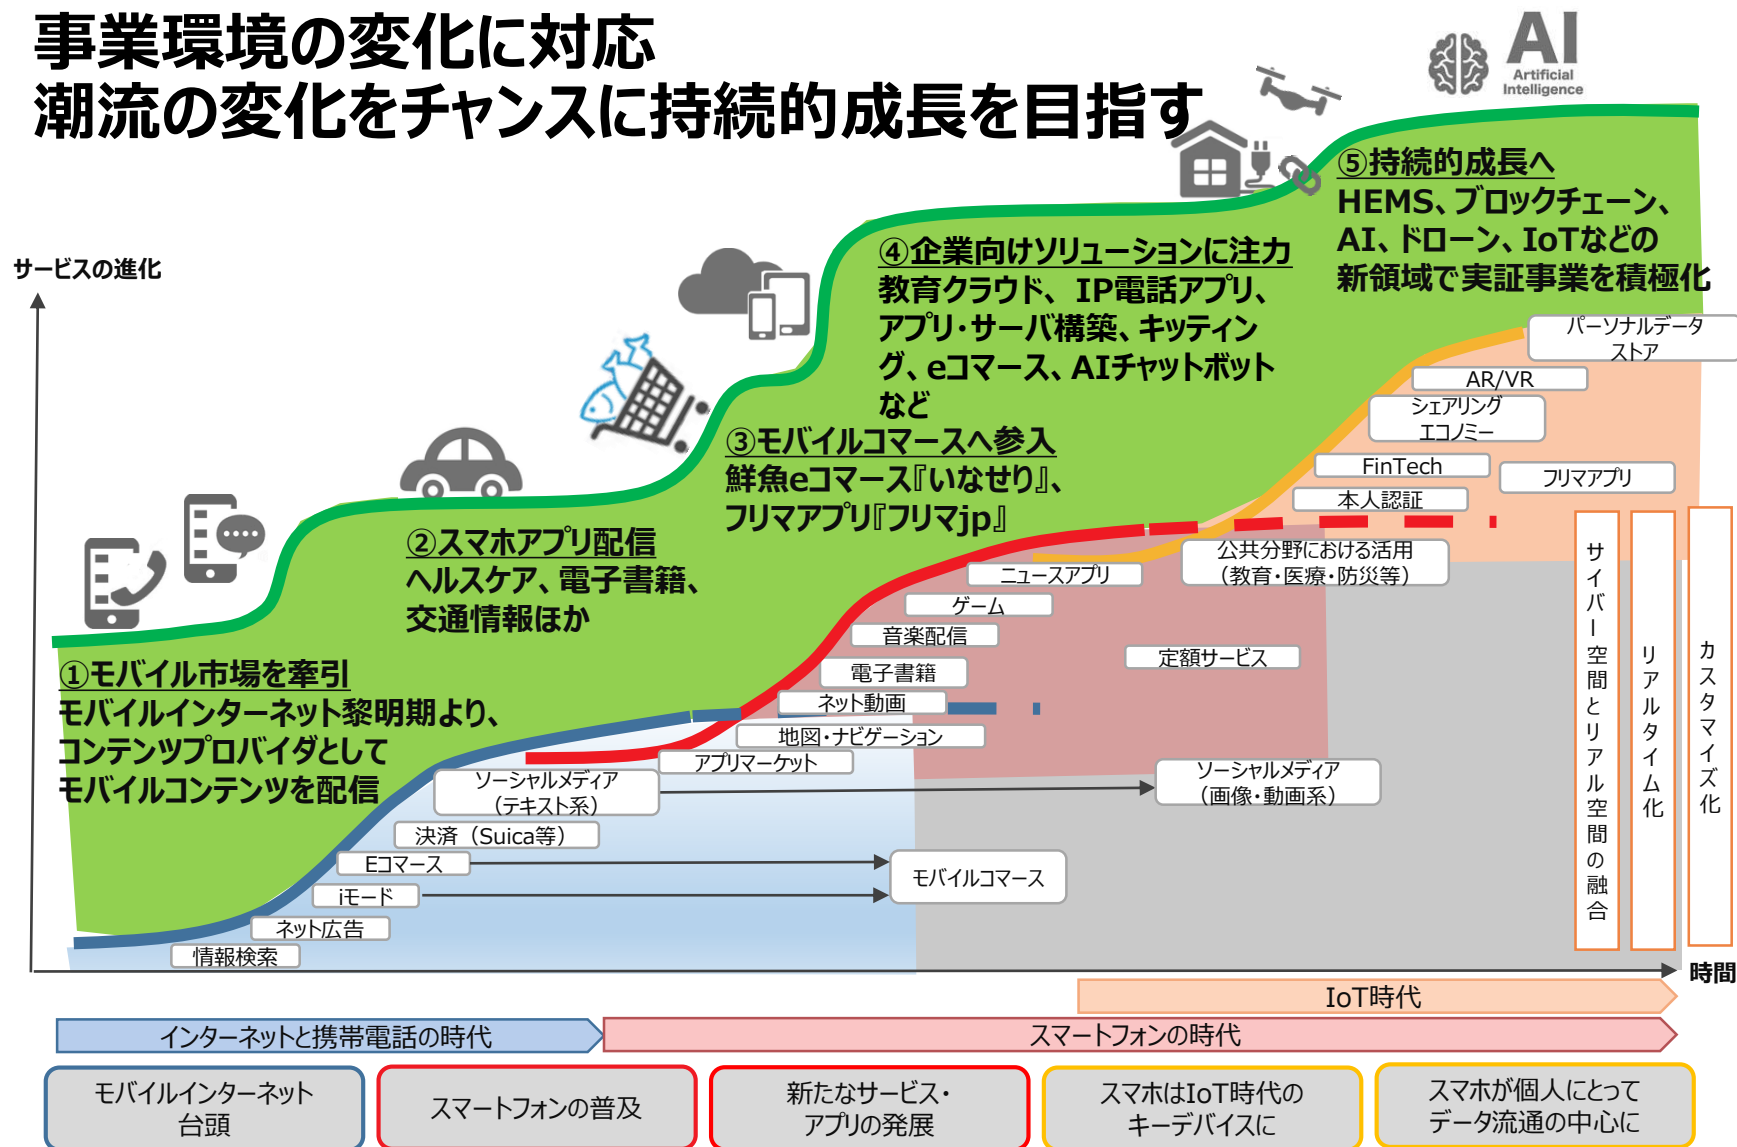 事業環境の変化に対応
潮流の変化をチャンスに持続的成長を目指す
AI
Artificial
Intelligence
サービスの進化
①モバイル市場を牽引
モバイルインターネット黎明期より、
コンテンツプロバイダとして
モバイルコンテンツを配信
②スマホアプリ配信
ヘルスケア、電子書籍、
交通情報ほか
③モバイルコマースへ参入
鮮魚eコマース『いなせり』、
フリマアプリ『フリマjp』
④企業向けソリューションに注力
教育クラウド、IP電話アプリ、
アプリ・サーバ構築、キッティン
グ、eコマース、AIチャットボット
など
⑤持続的成長へ
HEMS、ブロックチェーン、
AI、ドローン、IoTなどの
新領域で実証事業を積極化
パーソナルデータ
ストア
AR/VR
シェアリング
エコノミー
FinTech
フリマアプリ
本人認証
公共分野における活用
（教育・医療・防災等）
ニュースアプリ
ゲーム
音楽配信
電子書籍
定額サービス
ネット動画
地図・ナビゲーション
アプリマーケット
ソーシャルメディア
（テキスト系）
ソーシャルメディア
（画像・動画系）
決済（Suica等）
Eコマース
iモード
モバイルコマース
ネット広告
情報検索
サイバー空間とリアル空間の融合
リアルタイム化
カスタマイズ化
時間
IoT時代
インターネットと携帯電話の時代
スマートフォンの時代
モバイルインターネット
台頭
スマートフォンの普及
新たなサービス・
アプリの発展
スマホはIoT時代の
キーデバイスに
スマホが個人にとって
データ流通の中心に